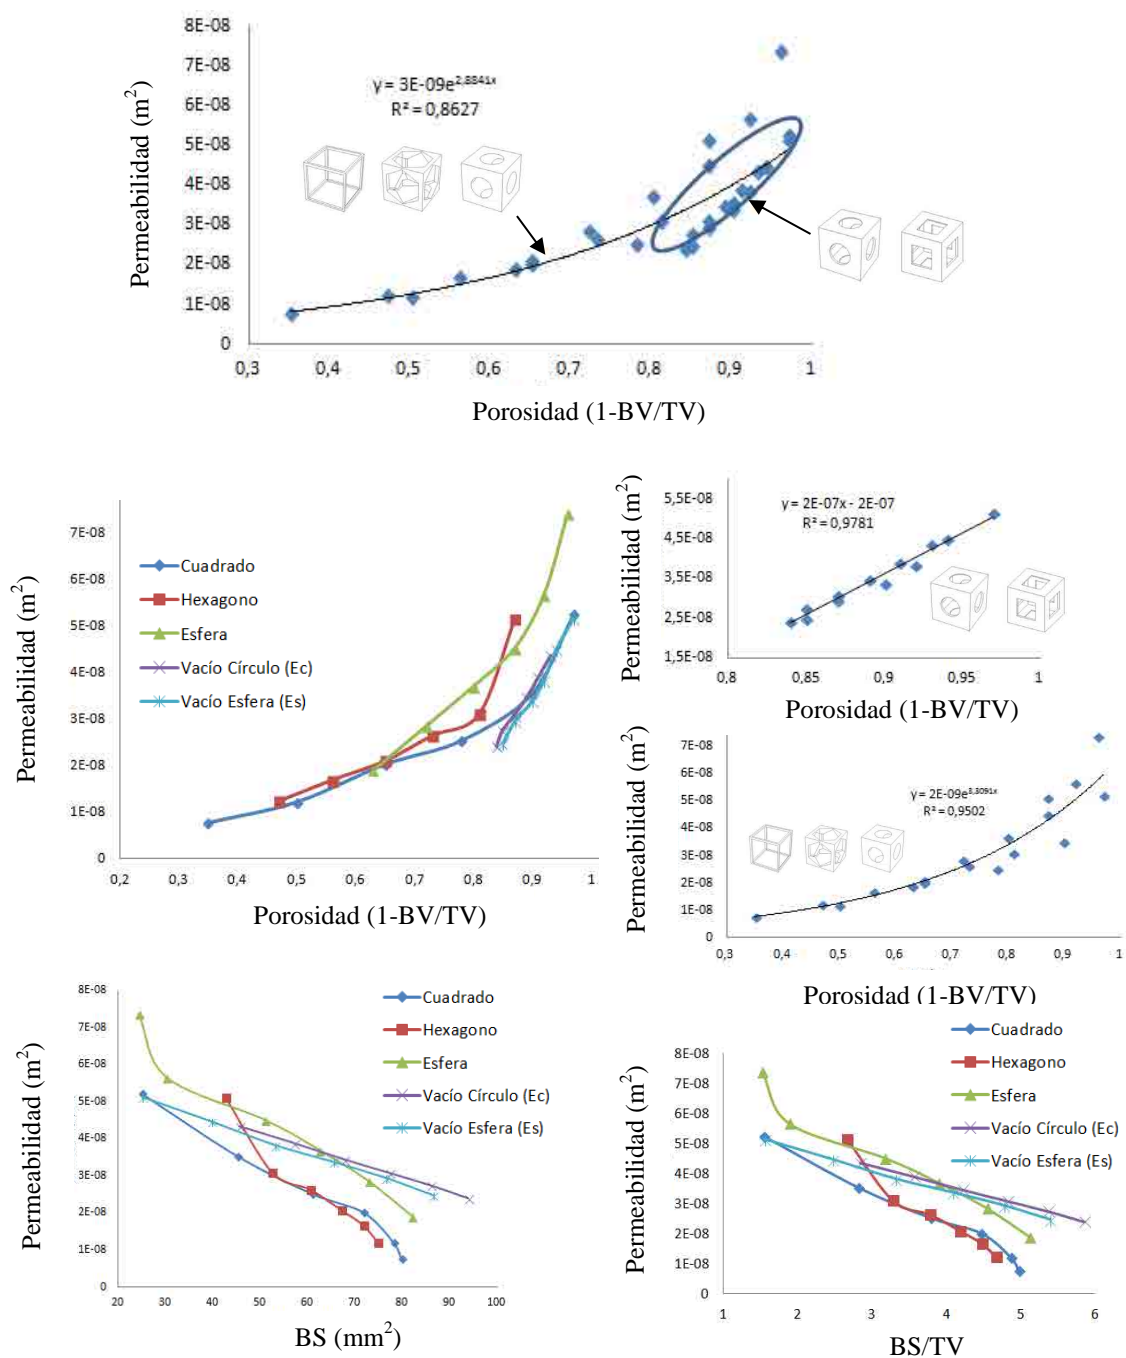 8E-08
7E-08
6E-08
5E-08
4E-08
3E-08
2E-08
1E-08
0
Permeabilidad (m²)
y = 3E-09e^2,8841x
R² = 0,8627
0,3 0,4 0,5 0,6 0,7 0,8 0,9 1
Porosidad (1-BV/TV)
7E-08
6E-08
5E-08
4E-08
3E-08
2E-08
1E-08
0
Permeabilidad (m²)
Cuadrado
Hexagono
Esfera
Vacío Círculo (Ec)
Vacío Esfera (Es)
0,2 0,3 0,4 0,5 0,6 0,7 0,8 0,9 1
Porosidad (1-BV/TV)
5,5E-08
4,5E-08
3,5E-08
2,5E-08
1,5E-08
Permeabilidad (m²)
y = 2E-07x - 2E-07
R² = 0,9781
0,8 0,85 0,9 0,95 1
Porosidad (1-BV/TV)
7E-08
6E-08
5E-08
4E-08
3E-08
2E-08
1E-08
0
Permeabilidad (m²)
y = 2E-09e^3,3091x
R² = 0,9502
0,3 0,4 0,5 0,6 0,7 0,8 0,9 1
Porosidad (1-BV/TV)
8E-08
7E-08
6E-08
5E-08
4E-08
3E-08
2E-08
1E-08
0
Permeabilidad (m²)
Cuadrado
Hexagono
Esfera
Vacío Círculo (Ec)
Vacío Esfera (Es)
20 30 40 50 60 70 80 90 100
BS (mm²)
8E-08
7E-08
6E-08
5E-08
4E-08
3E-08
2E-08
1E-08
0
Permeabilidad (m²)
Cuadrado
Hexagono
Esfera
Vacío Círculo (Ec)
Vacío Esfera (Es)
1 2 3 4 5 6
BS/TV